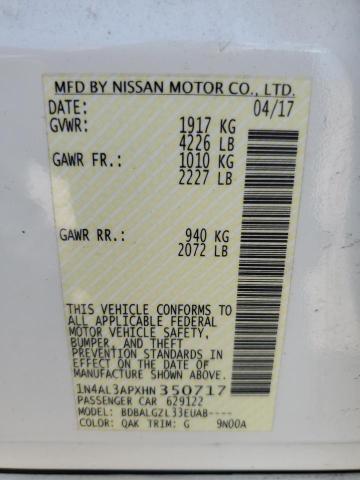 MFD BY NISSAN MOTOR CO., LTD.
DATE: 04/17
GVWR: 1917 KG
4226 LB
GAWR FR.: 1010 KG
2227 LB
GAWR RR.: 940 KG
2072 LB
THIS VEHICLE CONFORMS TO
ALL APPLICABLE FEDERAL
MOTOR VEHICLE SAFETY,
BUMPER, AND THEFT
PREVENTION STANDARDS IN
EFFECT ON THE DATE OF
MANUFACTURE SHOWN ABOVE.
1N4AL3APXHN350717
PASSENGER CAR 629122
MODEL: BDBALGZL33EUAB----
COLOR: QAK TRIM: G 9N00A